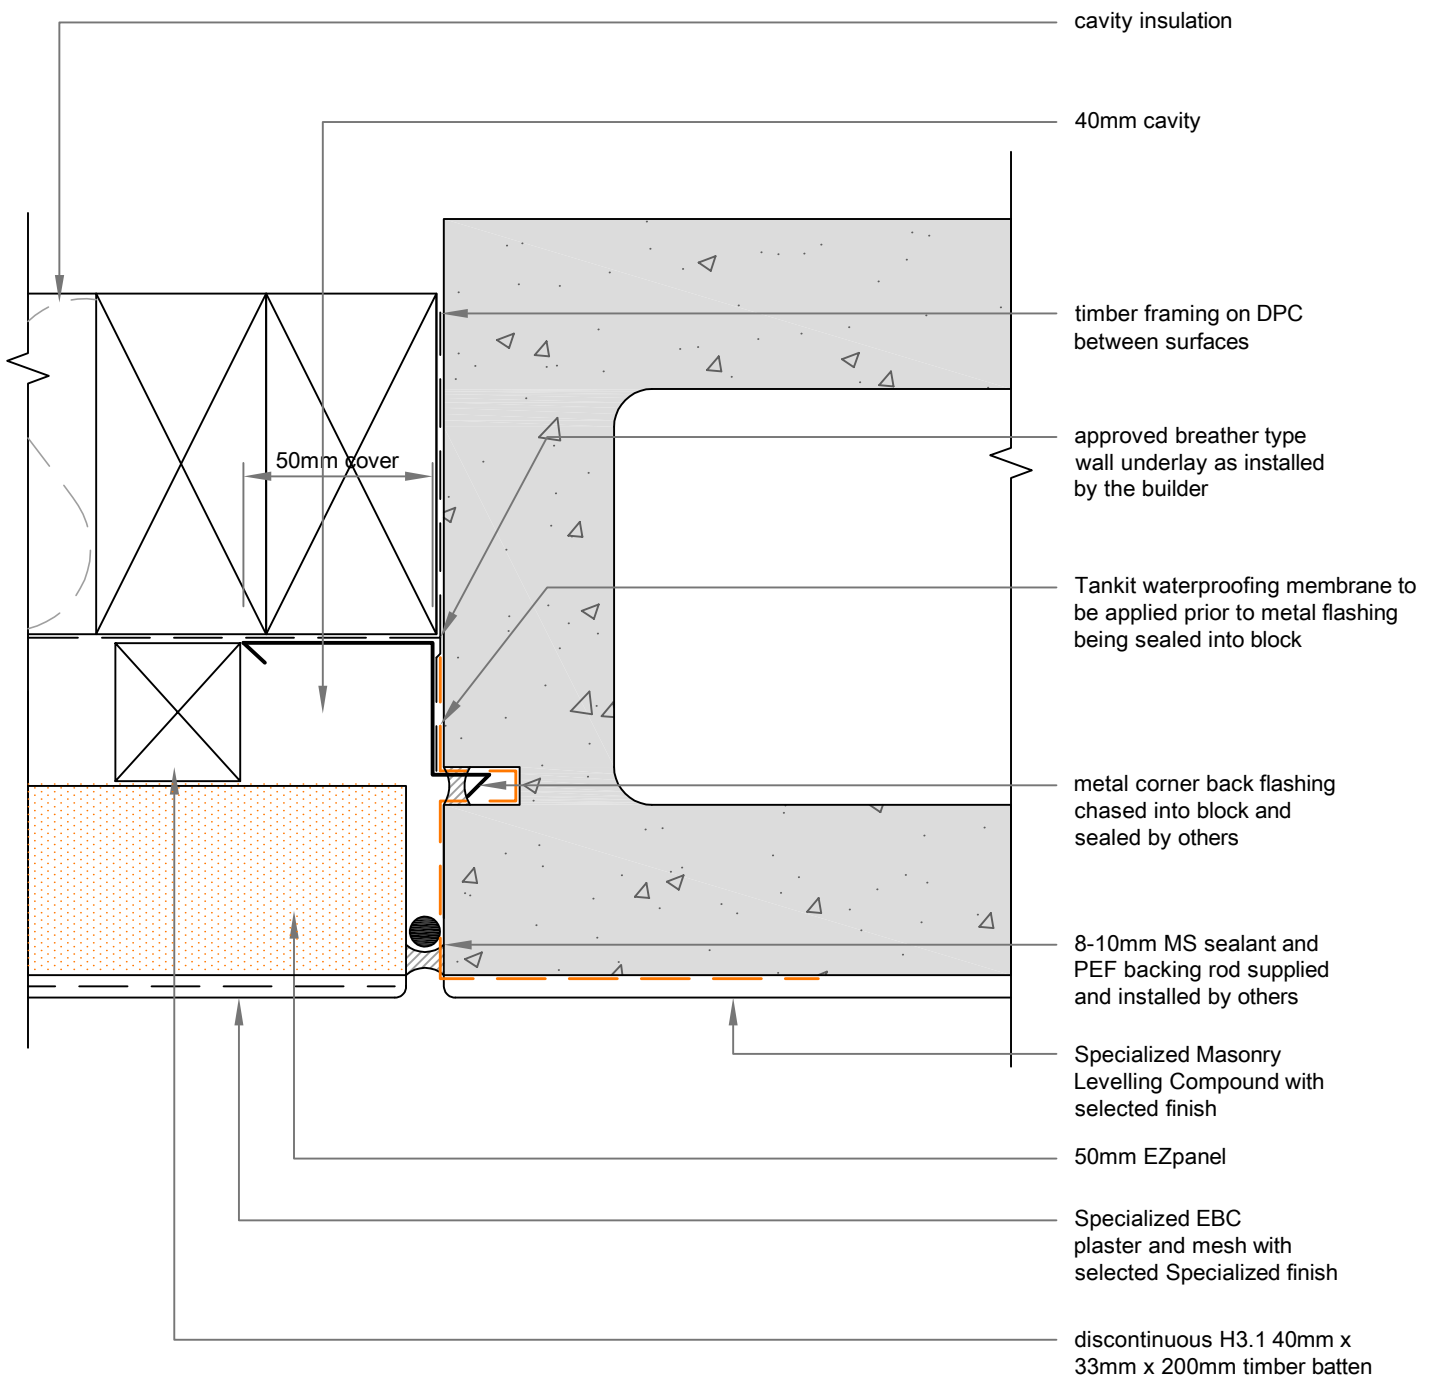 cavity insulation
40mm cavity
timber framing on DPC
between surfaces
approved breather type
wall underlay as installed
by the builder
50mm cover
Tankit waterproofing membrane to
be applied prior to metal flashing
being sealed into block
metal corner back flashing
chased into block and
sealed by others
8-10mm MS sealant and
PEF backing rod supplied
and installed by others
Specialized Masonry
Levelling Compound with
selected finish
50mm EZpanel
Specialized EBC
plaster and mesh with
selected Specialized finish
discontinuous H3.1 40mm x
33mm x 200mm timber batten